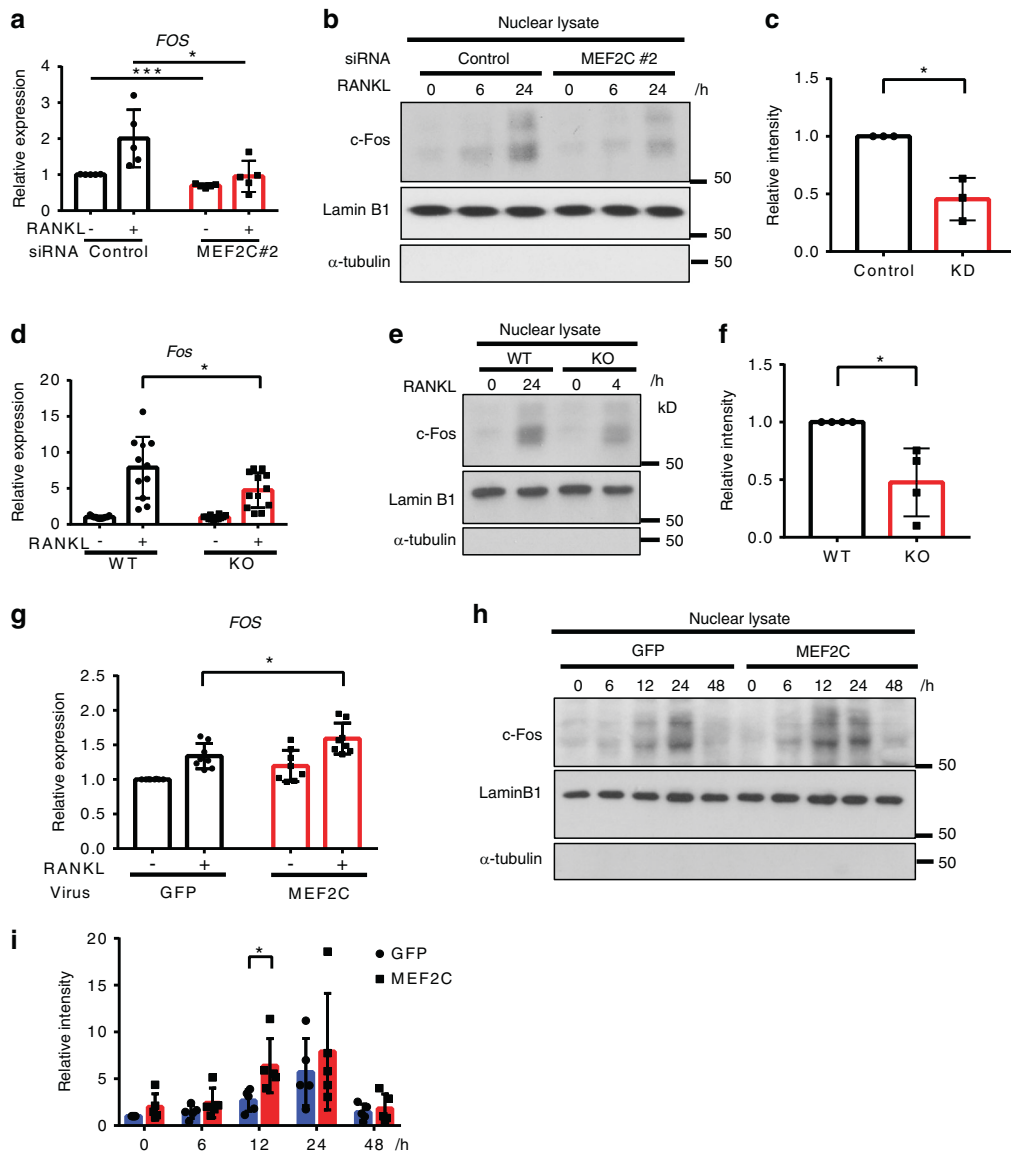 a
FOS
*
***
Relative expression
4
3
2
1
0
RANKL - + - +
siRNA Control MEF2C#2
b
Nuclear lysate
siRNA Control MEF2C #2
RANKL 0 6 24 0 6 24 /h
c-Fos
50
Lamin B1
50
α-tubulin
50
c
*
Relative intensity
1.5
1.0
0.5
0.0
Control KD
d
Fos
*
Relative expression
20
15
10
5
0
RANKL - + - +
WT KO
e
Nuclear lysate
WT KO
RANKL 0 24 0 4 /h
kD
c-Fos
50
Lamin B1
50
α-tubulin
50
f
*
Relative intensity
1.5
1.0
0.5
0.0
WT KO
g
FOS
*
Relative expression
2.5
2.0
1.5
1.0
0.5
0.0
RANKL - + - +
Virus GFP MEF2C
h
Nuclear lysate
GFP MEF2C
0 6 12 24 48 0 6 12 24 48 /h
c-Fos
50
LaminB1
50
α-tubulin
50
i
GFP
MEF2C
*
Relative intensity
20
15
10
5
0
0 6 12 24 48 /h